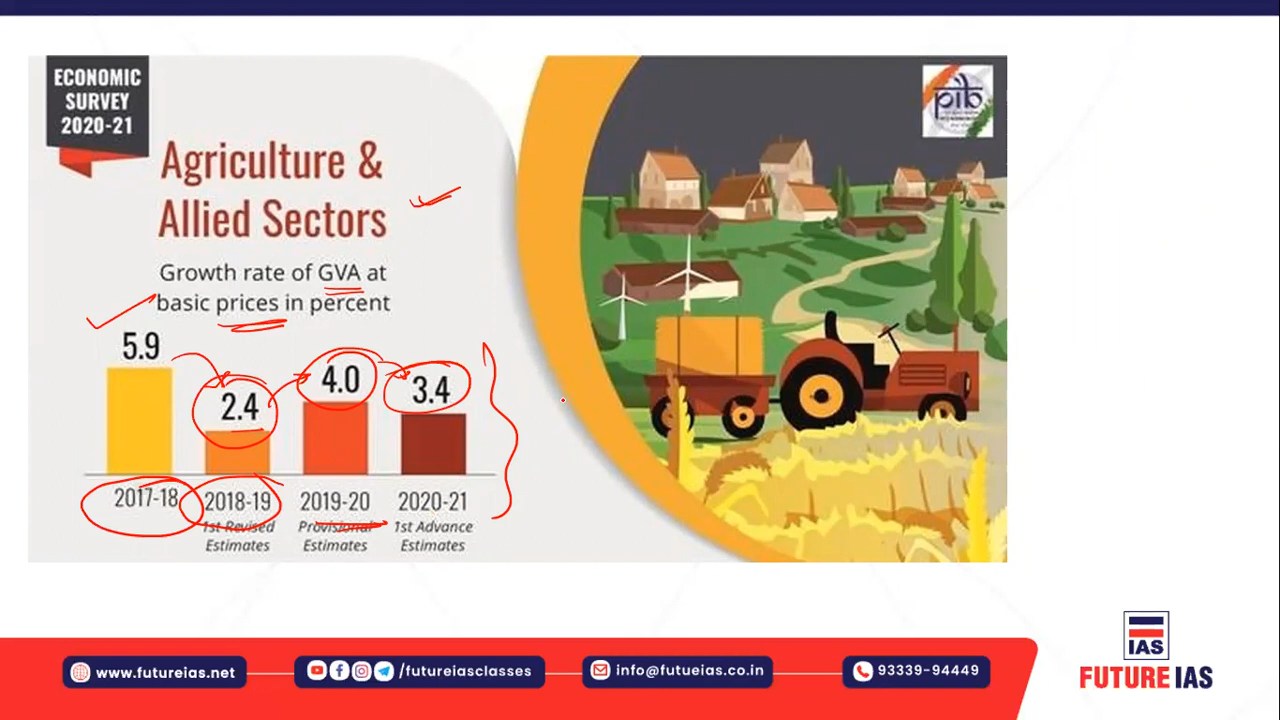 ECONOMIC
SURVEY
2020-21
pib
Agriculture &
Allied Sectors
Growth rate of GVA at
basic prices in percent
5.9
2.4
4.0
3.4
2017-18
2018-19
2019-20
2020-21
1st Revised
Estimates
Provisional
Estimates
1st Advance
Estimates
www.futureias.net
/futureiasclasses
info@futueias.co.in
93339-94449
IAS
FUTURE IAS